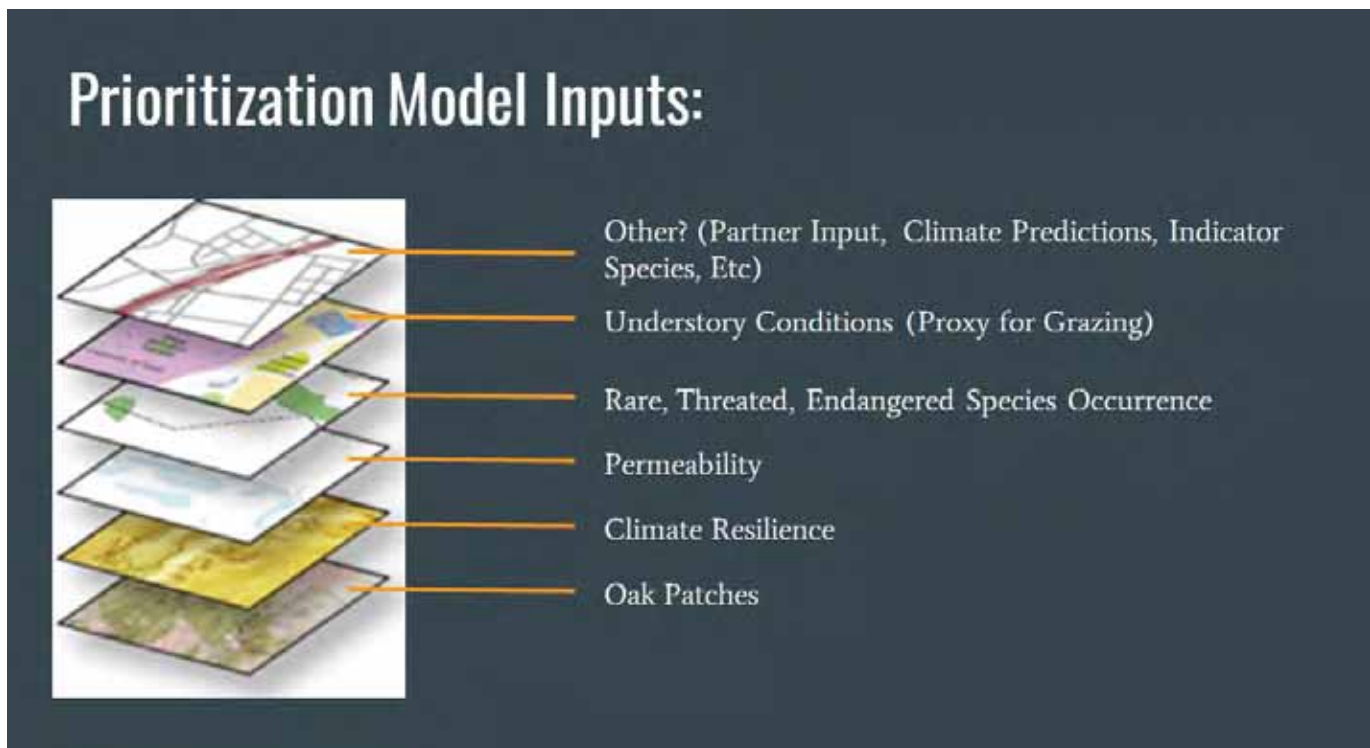 Prioritization Model Inputs:
Other? (Partner Input, Climate Predictions, Indicator
Species, Etc)
Understory Conditions (Proxy for Grazing)
Rare, Threated, Endangered Species Occurrence
Permeability
Climate Resilience
Oak Patches